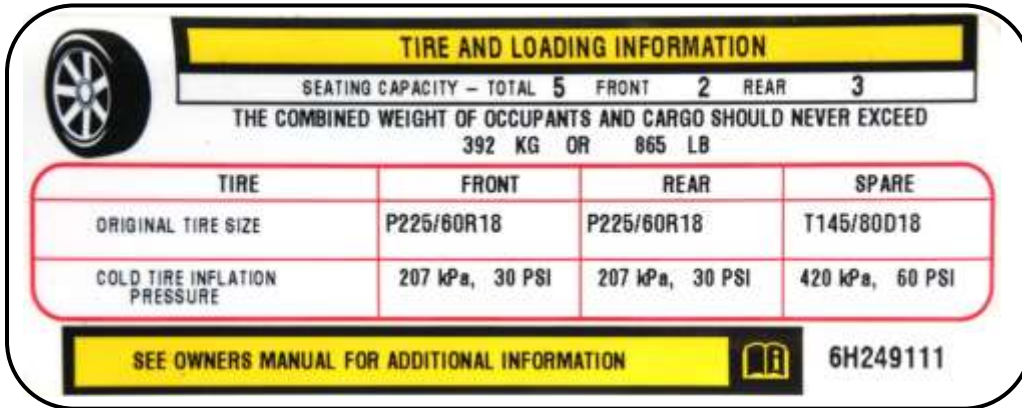 TIRE AND LOADING INFORMATION
SEATING CAPACITY – TOTAL 5 FRONT 2 REAR 3
THE COMBINED WEIGHT OF OCCUPANTS AND CARGO SHOULD NEVER EXCEED
392 KG OR 865 LB
TIRE FRONT REAR SPARE
ORIGINAL TIRE SIZE P225/60R18 P225/60R18 T145/80D18
COLD TIRE INFLATION PRESSURE 207 kPa, 30 PSI 207 kPa, 30 PSI 420 kPa, 60 PSI
SEE OWNERS MANUAL FOR ADDITIONAL INFORMATION 6H249111